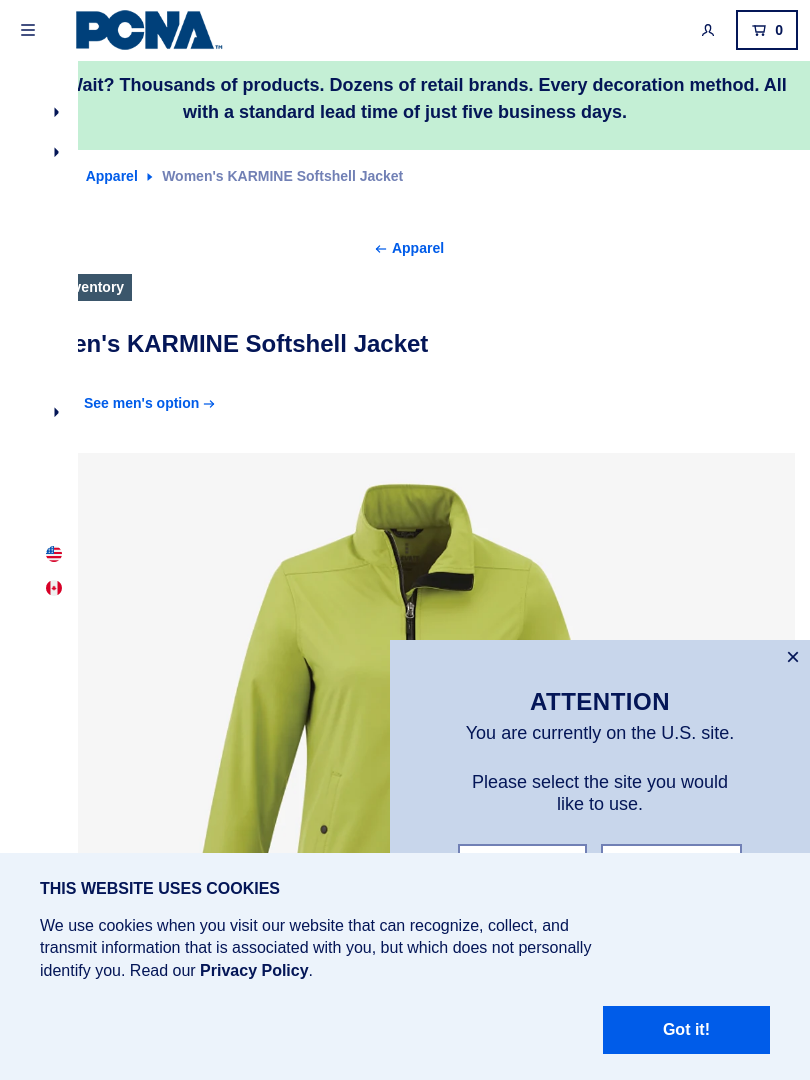 PCNA™
0
Wait? Thousands of products. Dozens of retail brands. Every decoration method. All
with a standard lead time of just five business days.
Apparel Women's KARMINE Softshell Jacket
Apparel
KARMINE Softshell Jacket
See men's option
ATTENTION
You are currently on the U.S. site.
Please select the site you would
like to use.
THIS WEBSITE USES COOKIES
We use cookies when you visit our website that can recognize, collect, and
transmit information that is associated with you, but which does not personally
identify you. Read our Privacy Policy.
Got it!